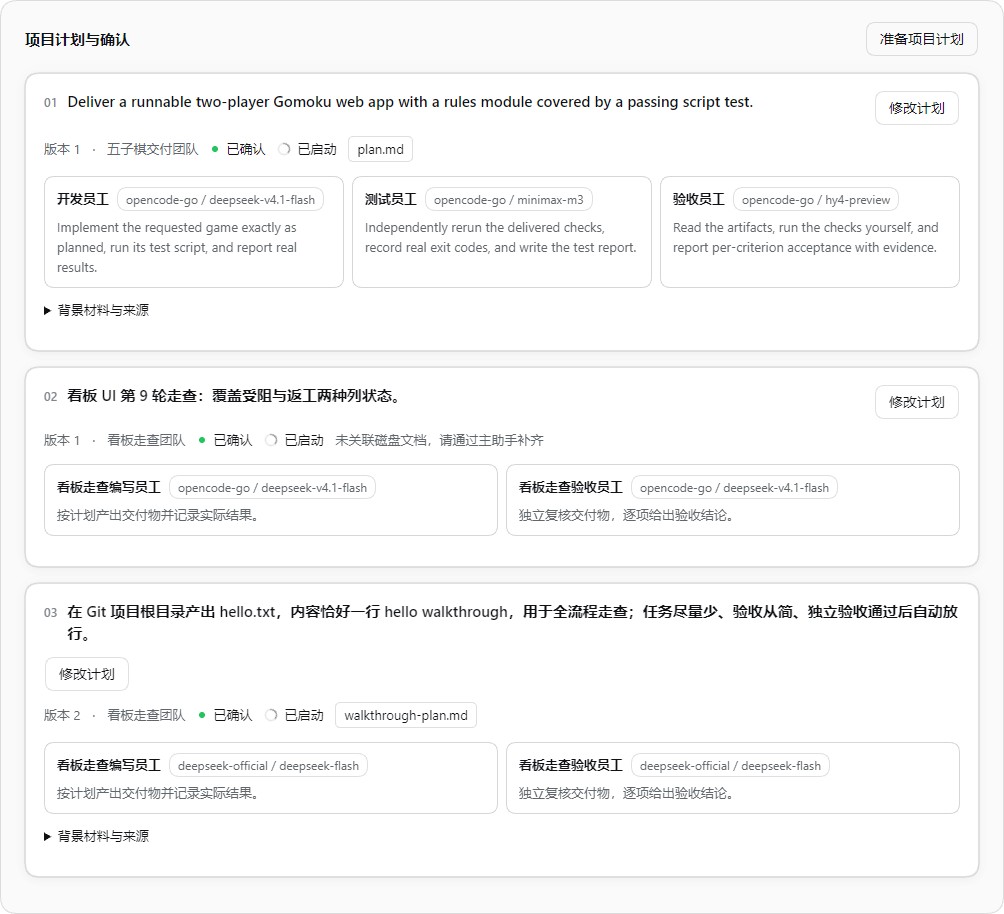 项目计划与确认
准备项目计划
01 Deliver a runnable two-player Gomoku web app with a rules module covered by a passing script test.
修改计划
版本 1 · 五子棋交付团队 已确认 已启动 plan.md
开发员工 opencode-go / deepseek-v4.1-flash
Implement the requested game exactly as
planned, run its test script, and report real
results.
测试员工 opencode-go / minimax-m3
Independently rerun the delivered checks,
record real exit codes, and write the test report.
验收员工 opencode-go / hy4-preview
Read the artifacts, run the checks yourself, and
report per-criterion acceptance with evidence.
背景材料与来源
02 看板 UI 第 9 轮走查：覆盖受阻与返工两种列状态。
修改计划
版本 1 · 看板走查团队 已确认 已启动 未关联磁盘文档，请通过主助手补齐
看板走查编写员工 opencode-go / deepseek-v4.1-flash
按计划产出交付物并记录实际结果。
看板走查验收员工 opencode-go / deepseek-v4.1-flash
独立复核交付物，逐项给出验收结论。
03 在 Git 项目根目录产出 hello.txt，内容恰好一行 hello walkthrough，用于全流程走查；任务尽量少、验收从简、独立验收通过后自动放
行。
修改计划
版本 2 · 看板走查团队 已确认 已启动 walkthrough-plan.md
看板走查编写员工 deepseek-official / deepseek-flash
按计划产出交付物并记录实际结果。
看板走查验收员工 deepseek-official / deepseek-flash
独立复核交付物，逐项给出验收结论。
背景材料与来源